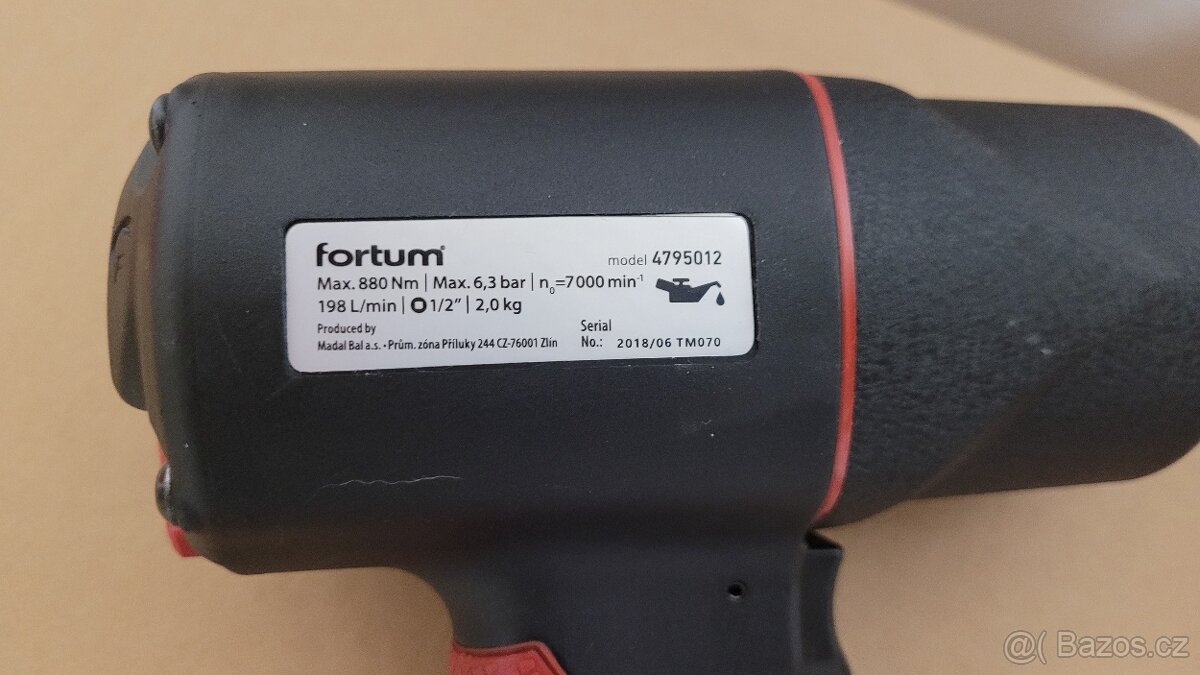 fortum®
model 4795012
Max. 880 Nm | Max. 6,3 bar | n0=7000 min-1
198 L/min | 1/2" | 2,0 kg
Produced by
Madal Bal a.s. • Prům. zóna Příluky 244 CZ-76001 Zlín
Serial
No.: 2018/06 TM070
@( Bazos.cz